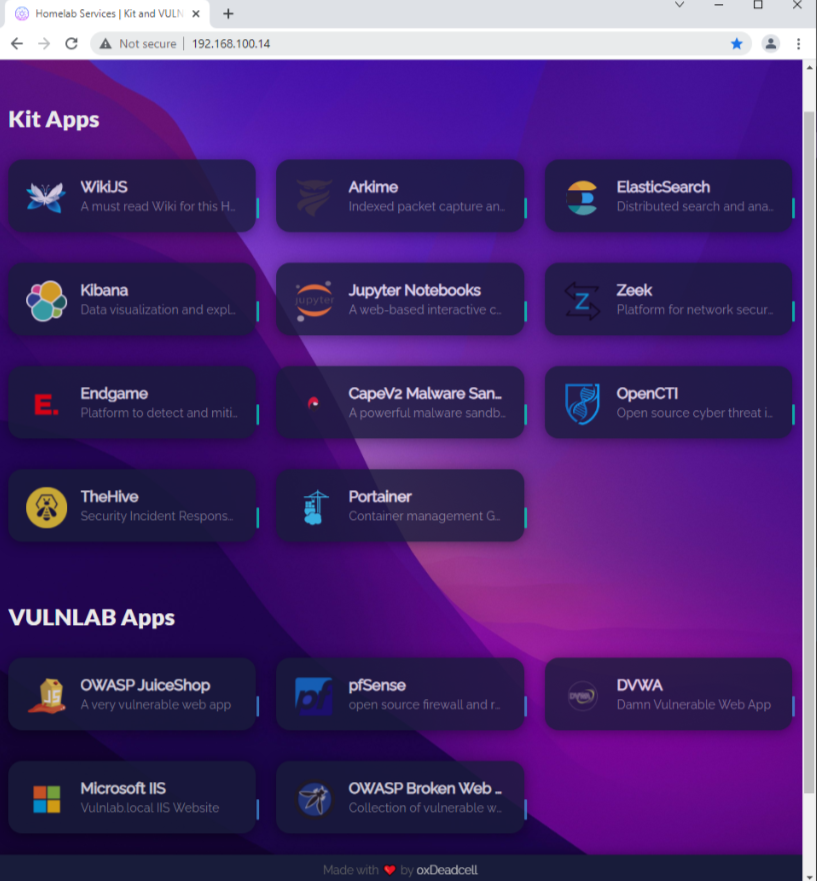 Homelab Services | Kit and VULN
Not secure 192.168.100.14
Kit Apps
WikiJS
A must read Wiki for this H..
Arkime
Indexed packet capture an..
ElasticSearch
Distributed search and ana..
Kibana
Data visualization and expl..
jupyter
Jupyter Notebooks
A web-based interactive c..
Z
Zeek
Platform for network secur..
E.
Endgame
Platform to detect and miti..
CapeV2 Malware San..
A powerful malware sandb..
OpenCTI
Open source cyber threat i..
TheHive
Security Incident Respons..
Portainer
Container management G..
VULNLAB Apps
JS
OWASP JuiceShop
A very vulnerable web app
pfSense
open source firewall and r..
DVWA
DVWA
Damn Vulnerable Web App
Microsoft IIS
Vulnlab.local IIS Website
OWASP Broken Web ..
Collection of vulnerable w..
Made with ❤ by 0xDeadcell